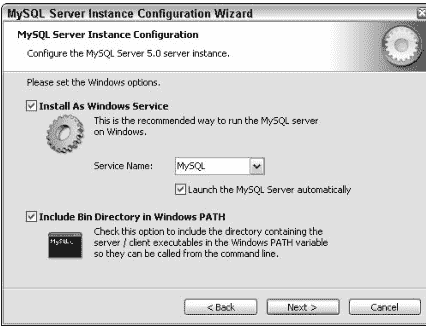 MySQL Server Instance Configuration Wizard
MySQL Server Instance Configuration
Configure the MySQL Server 5.0 server instance.
Please set the Windows options.
Install As Windows Service
This is the recommended way to run the MySQL server
on Windows.
Service Name:
MySQL
Launch the MySQL Server automatically
Include Bin Directory in Windows PATH
Check this option to include the directory containing the
server / client executables in the Windows PATH variable
so they can be called from the command line.
< Back
Next >
Cancel